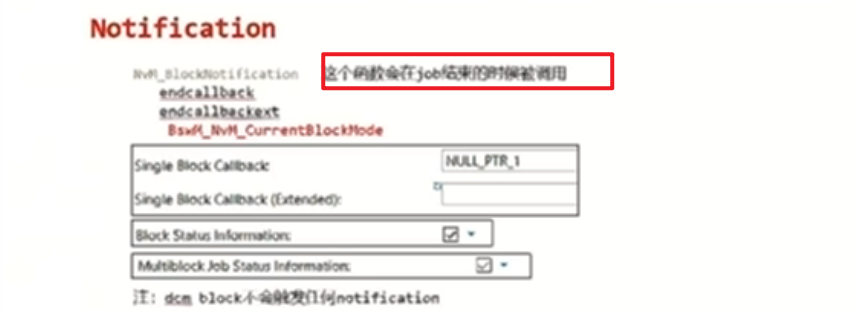 Notification
NvM_BlockNotification 这个函数会在job结束的时候被调用
endcallback
endcallbackext
BswM_NvM_CurrentBlockMode
Single Block Callback: NULL_PTR_1
Single Block Callback (Extended):
Block Status Information:
Multiblock Job Status Information:
注: dcm block不会触发任何notification